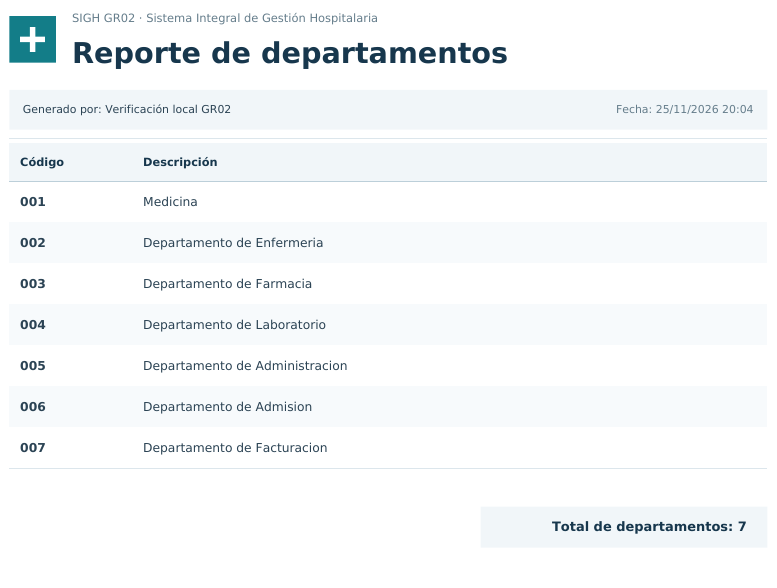 SIGH GR02 · Sistema Integral de Gestión Hospitalaria
Reporte de departamentos
Generado por: Verificación local GR02 Fecha: 25/11/2026 20:04
Código Descripción
001 Medicina
002 Departamento de Enfermeria
003 Departamento de Farmacia
004 Departamento de Laboratorio
005 Departamento de Administracion
006 Departamento de Admision
007 Departamento de Facturacion
Total de departamentos: 7